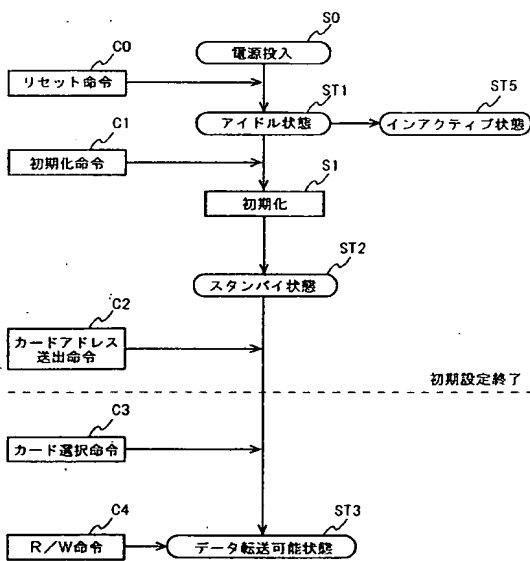 S0
電源投入
C0
リセット命令
ST1
アイドル状態
ST5
インアクティブ状態
C1
初期化命令
S1
初期化
ST2
スタンバイ状態
C2
カードアドレス
送出命令
初期設定終了
C3
カード選択命令
C4
R/W命令
ST3
データ転送可能状態